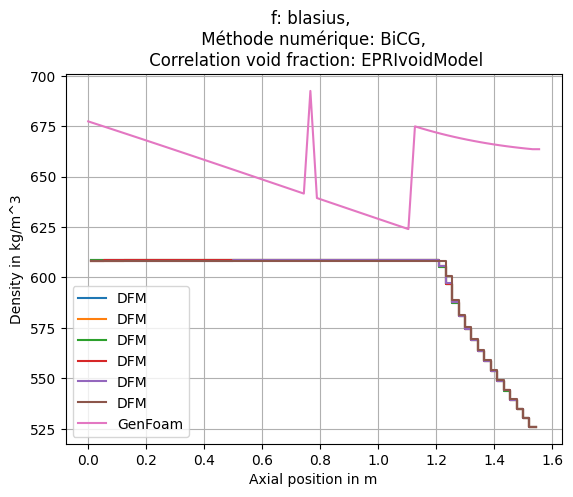 f: blasius,
Méthode numérique: BiCG,
Correlation void fraction: EPRIvoidModel
700
675
650
625
600
575
550
525
Density in kg/m^3
DFM
DFM
DFM
DFM
DFM
DFM
GenFoam
0.0 0.2 0.4 0.6 0.8 1.0 1.2 1.4 1.6
Axial position in m